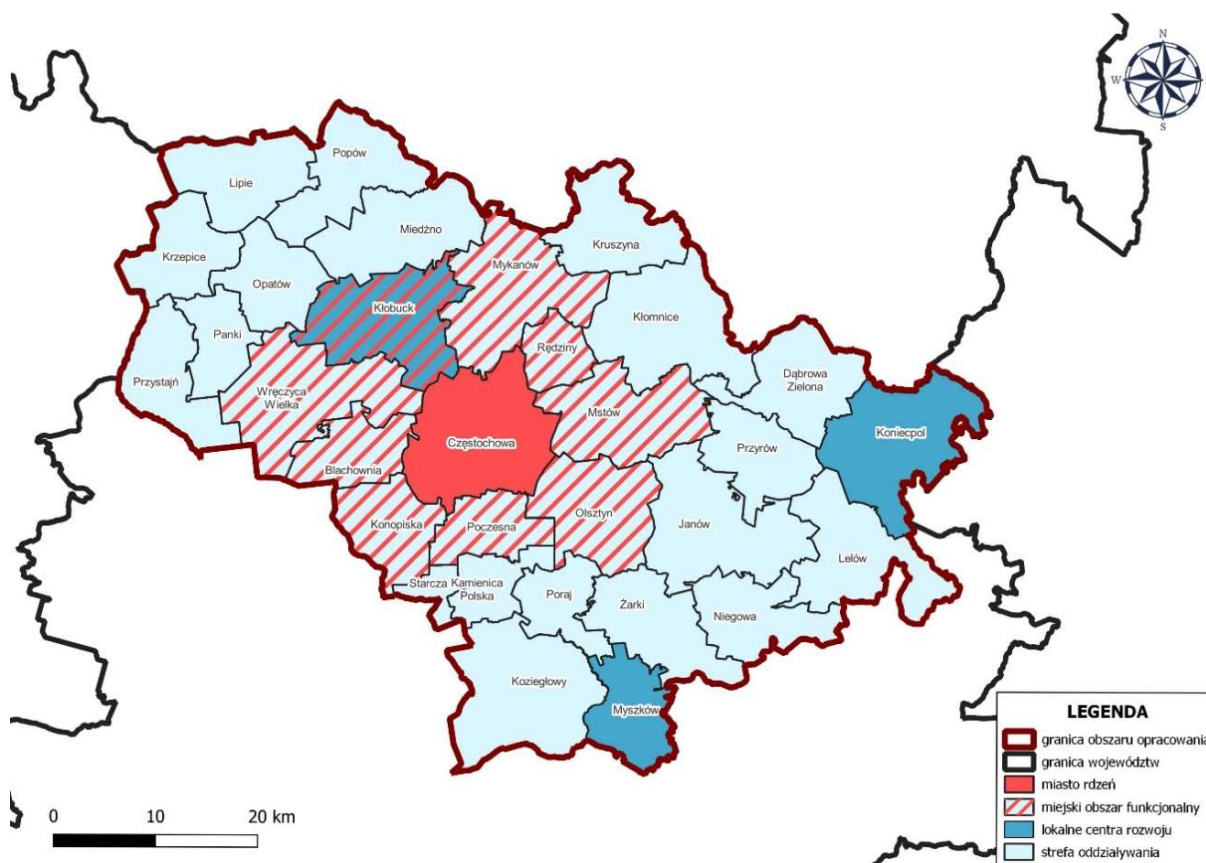 N
W
S
Popów
Lipie
Miedźno
Kruszyna
Krzepice
Mykanów
Opatów
Kłobuck
Kłomnice
Panki
Rędziny
Dąbrowa
Zielona
Przystajń
Wręczyca
Wielka
Mstów
Koniecpol
Częstochowa
Przyrów
Blachownia
Konopiska
Poczesna
Olsztyn
Janów
Lelów
Starcza
Kamienica
Polska
Poraj
Żarki
Niegowa
Koziegłowy
Myszków
LEGENDA
granica obszaru opracowania
granica województw
miasto rdzeń
miejski obszar funkcjonalny
lokalne centra rozwoju
strefa oddziaływania
0 10 20 km